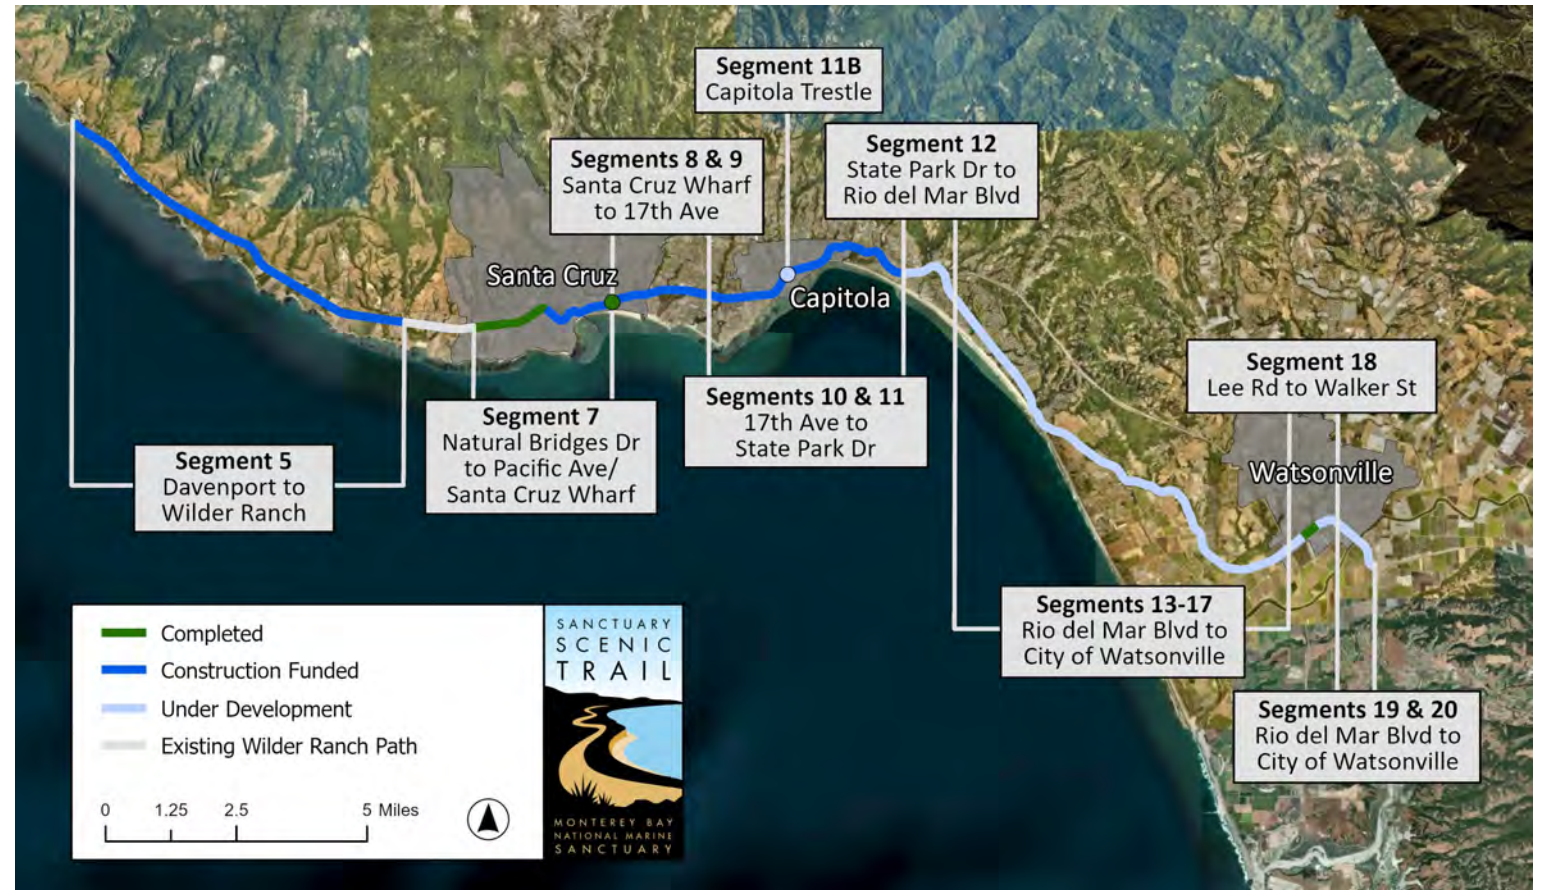 Segment 11B
Capitola Trestle
Segment 12
State Park Dr to
Rio del Mar Blvd
Segments 8 & 9
Santa Cruz Wharf
to 17th Ave
Santa Cruz
Capitola
Segment 18
Lee Rd to Walker St
Segments 10 & 11
17th Ave to
State Park Dr
Segment 7
Natural Bridges Dr
to Pacific Ave/
Santa Cruz Wharf
Segment 5
Davenport to
Wilder Ranch
Watsonville
Segments 13-17
Rio del Mar Blvd to
City of Watsonville
Segments 19 & 20
Rio del Mar Blvd to
City of Watsonville
Completed
Construction Funded
Under Development
Existing Wilder Ranch Path
0 1.25 2.5 5 Miles
SANCTUARY
SCENIC
TRAIL
MONTEREY BAY
NATIONAL MARINE
SANCTUARY